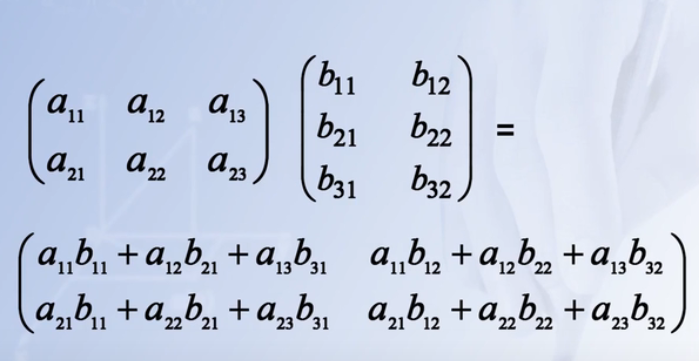 ( a₁₁ a₁₂ a₁₃ ) ( b₁₁ b₁₂ )
( a₂₁ a₂₂ a₂₃ ) ( b₂₁ b₂₂ ) =
( b₃₁ b₃₂ )
( a₁₁b₁₁ + a₁₂b₂₁ + a₁₃b₃₁ a₁₁b₁₂ + a₁₂b₂₂ + a₁₃b₃₂ )
( a₂₁b₁₁ + a₂₂b₂₁ + a₂₃b₃₁ a₂₁b₁₂ + a₂₂b₂₂ + a₂₃b₃₂ )